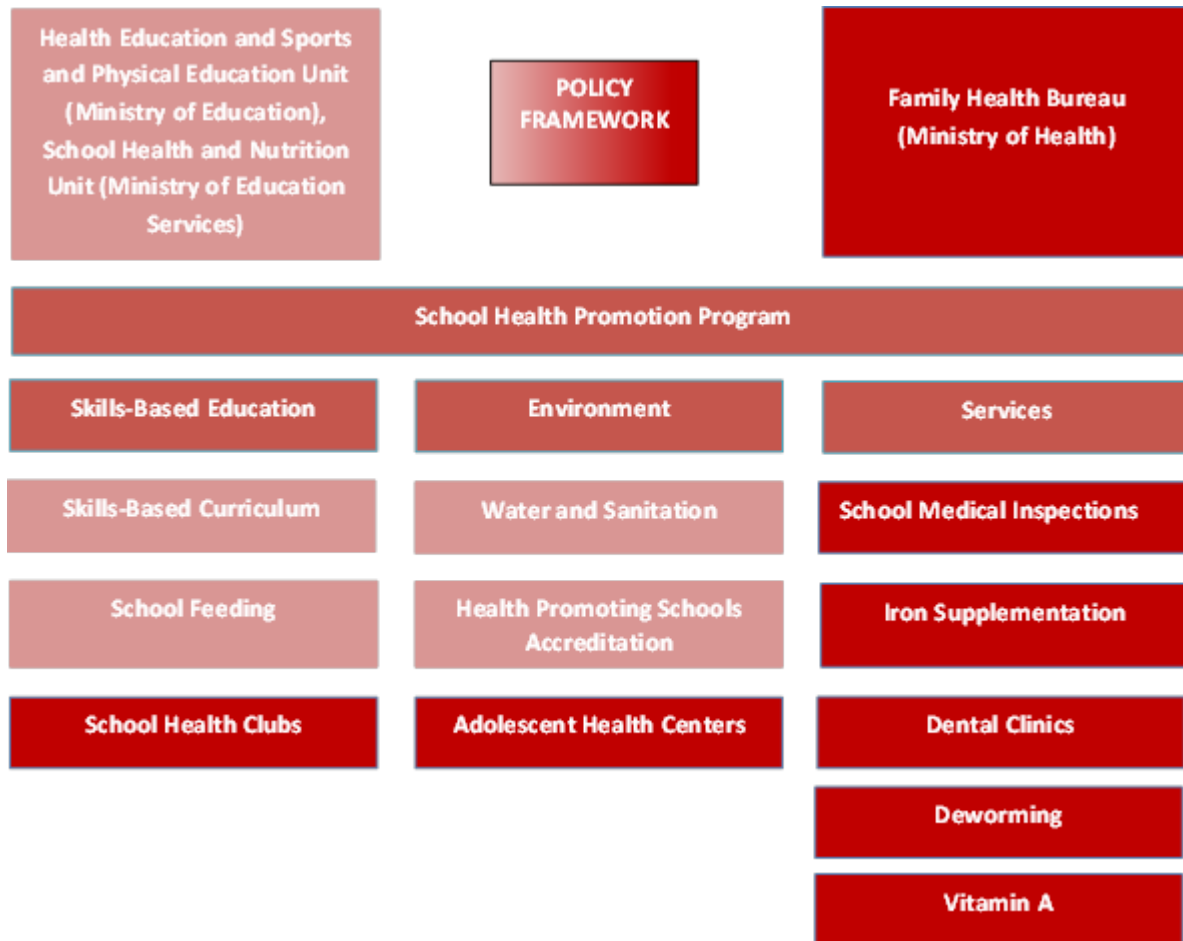 Health Education and Sports
and Physical Education Unit
(Ministry of Education),
School Health and Nutrition
Unit (Ministry of Education
Services)
POLICY
FRAMEWORK
Family Health Bureau
(Ministry of Health)
School Health Promotion Program
Skills-Based Education
Environment
Services
Skills-Based Curriculum
Water and Sanitation
School Medical Inspections
School Feeding
Health Promoting Schools
Accreditation
Iron Supplementation
School Health Clubs
Adolescent Health Centers
Dental Clinics
Deworming
Vitamin A